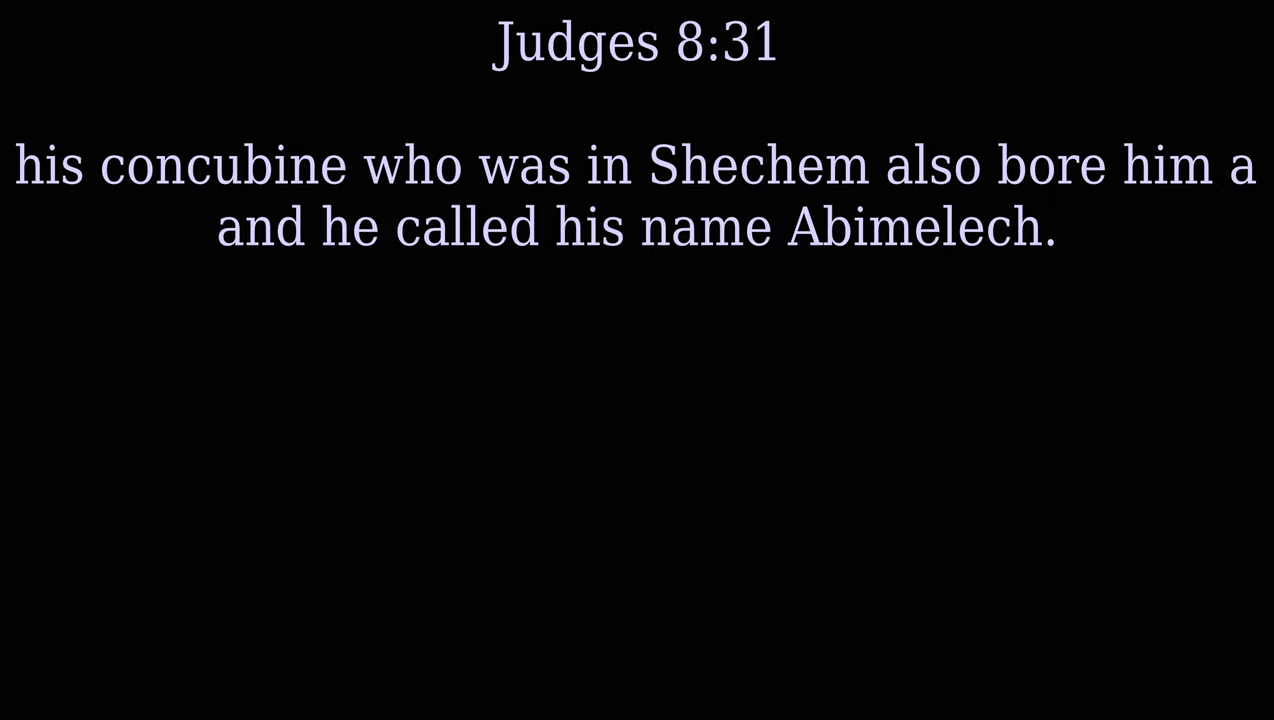 Judges 8:31
his concubine who was in Shechem also bore him a
and he called his name Abimelech.